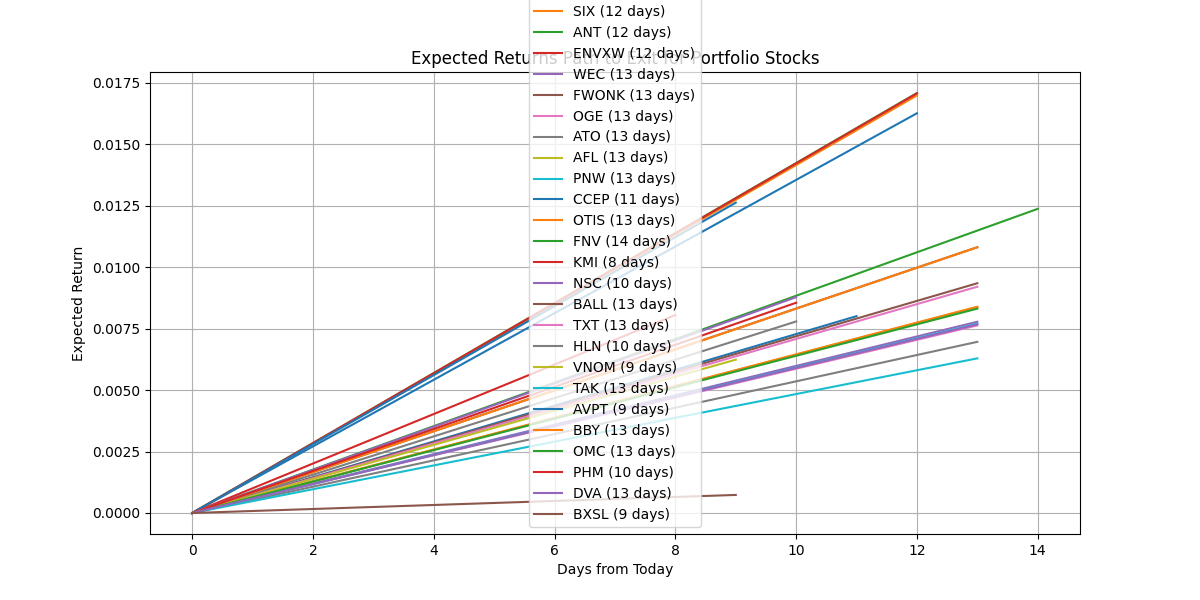 SIX (12 days)
ANT (12 days)
ENVXW (12 days)
Expected Returns Path to Exit for Portfolio Stocks
WEC (13 days)
FWONK (13 days)
OGE (13 days)
ATO (13 days)
AFL (13 days)
PNW (13 days)
CCEP (11 days)
OTIS (13 days)
FNV (14 days)
KMI (8 days)
NSC (10 days)
BALL (13 days)
TXT (13 days)
HLN (10 days)
VNOM (9 days)
TAK (13 days)
AVPT (9 days)
BBY (13 days)
OMC (13 days)
PHM (10 days)
DVA (13 days)
BXSL (9 days)
0.0175
0.0150
0.0125
0.0100
0.0075
0.0050
0.0025
0.0000
Expected Return
0 2 4 6 8 10 12 14
Days from Today